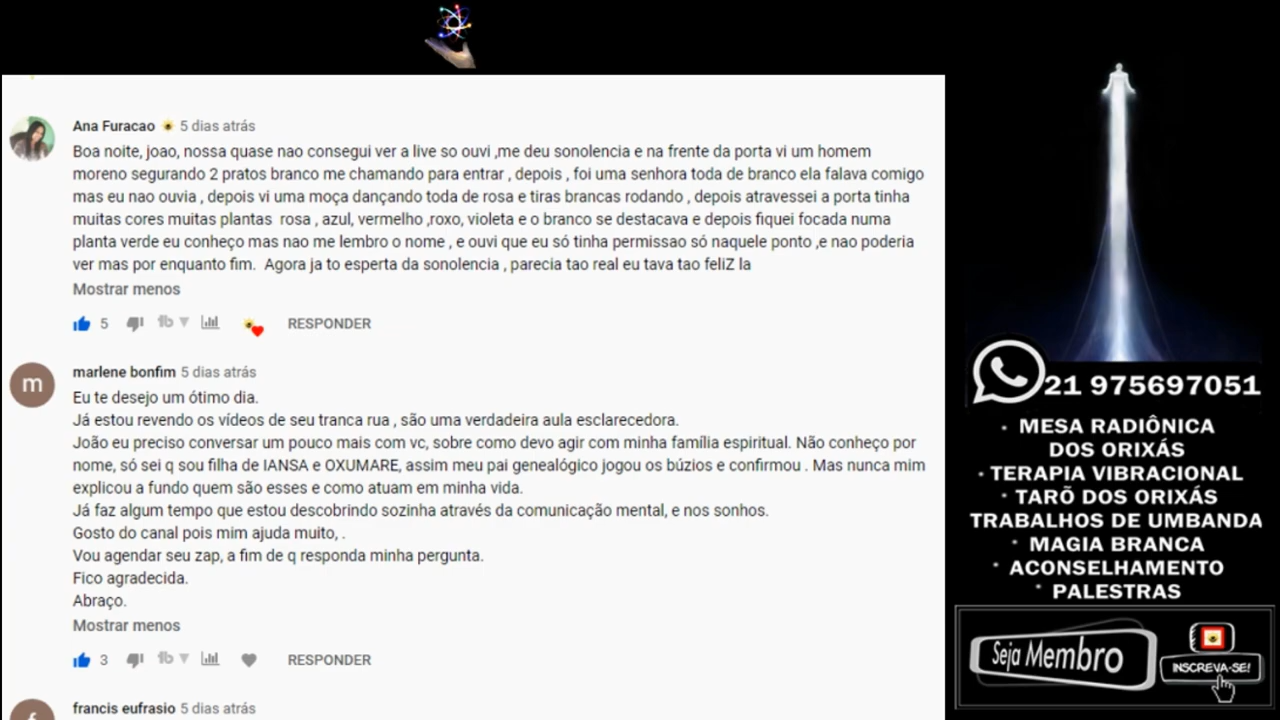 Ana Furacao 5 dias atrás
Boa noite, joao, nossa quase nao consegui ver a live so ouvi ,me deu sonolencia e na frente da porta vi um homem
moreno segurando 2 pratos branco me chamando para entrar , depois , foi uma senhora toda de branco ela falava comigo
mas eu nao ouvia , depois vi uma moça dançando toda de rosa e tiras brancas rodando , depois atravessei a porta tinha
muitas cores muitas plantas rosa , azul, vermelho ,roxo, violeta e o branco se destacava e depois fiquei focada numa
planta verde eu conheço mas nao me lembro o nome , e ouvi que eu só tinha permissao só naquele ponto ,e nao poderia
ver mas por enquanto fim. Agora ja to esperta da sonolencia , parecia tao real eu tava tao feliZ la
Mostrar menos
5 RESPONDER
m
marlene bonfim 5 dias atrás
Eu te desejo um ótimo dia.
Já estou revendo os vídeos de seu tranca rua , são uma verdadeira aula esclarecedora.
João eu preciso conversar um pouco mais com vc, sobre como devo agir com minha família espiritual. Não conheço por
nome, só sei q sou filha de IANSA e OXUMARE, assim meu pai genealógico jogou os búzios e confirmou . Mas nunca mim
explicou a fundo quem são esses e como atuam em minha vida.
Já faz algum tempo que estou descobrindo sozinha através da comunicação mental, e nos sonhos.
Gosto do canal pois mim ajuda muito, .
Vou agendar seu zap, a fim de q responda minha pergunta.
Fico agradecida.
Abraço.
Mostrar menos
3 RESPONDER
francis eufrasio 5 dias atrás
21 975697051
* MESA RADIÔNICA
DOS ORIXÁS
* TERAPIA VIBRACIONAL
* TARÕ DOS ORIXÁS
TRABALHOS DE UMBANDA
* MAGIA BRANCA
* ACONSELHAMENTO
* PALESTRAS
Seja Membro
INSCREVA-SE!